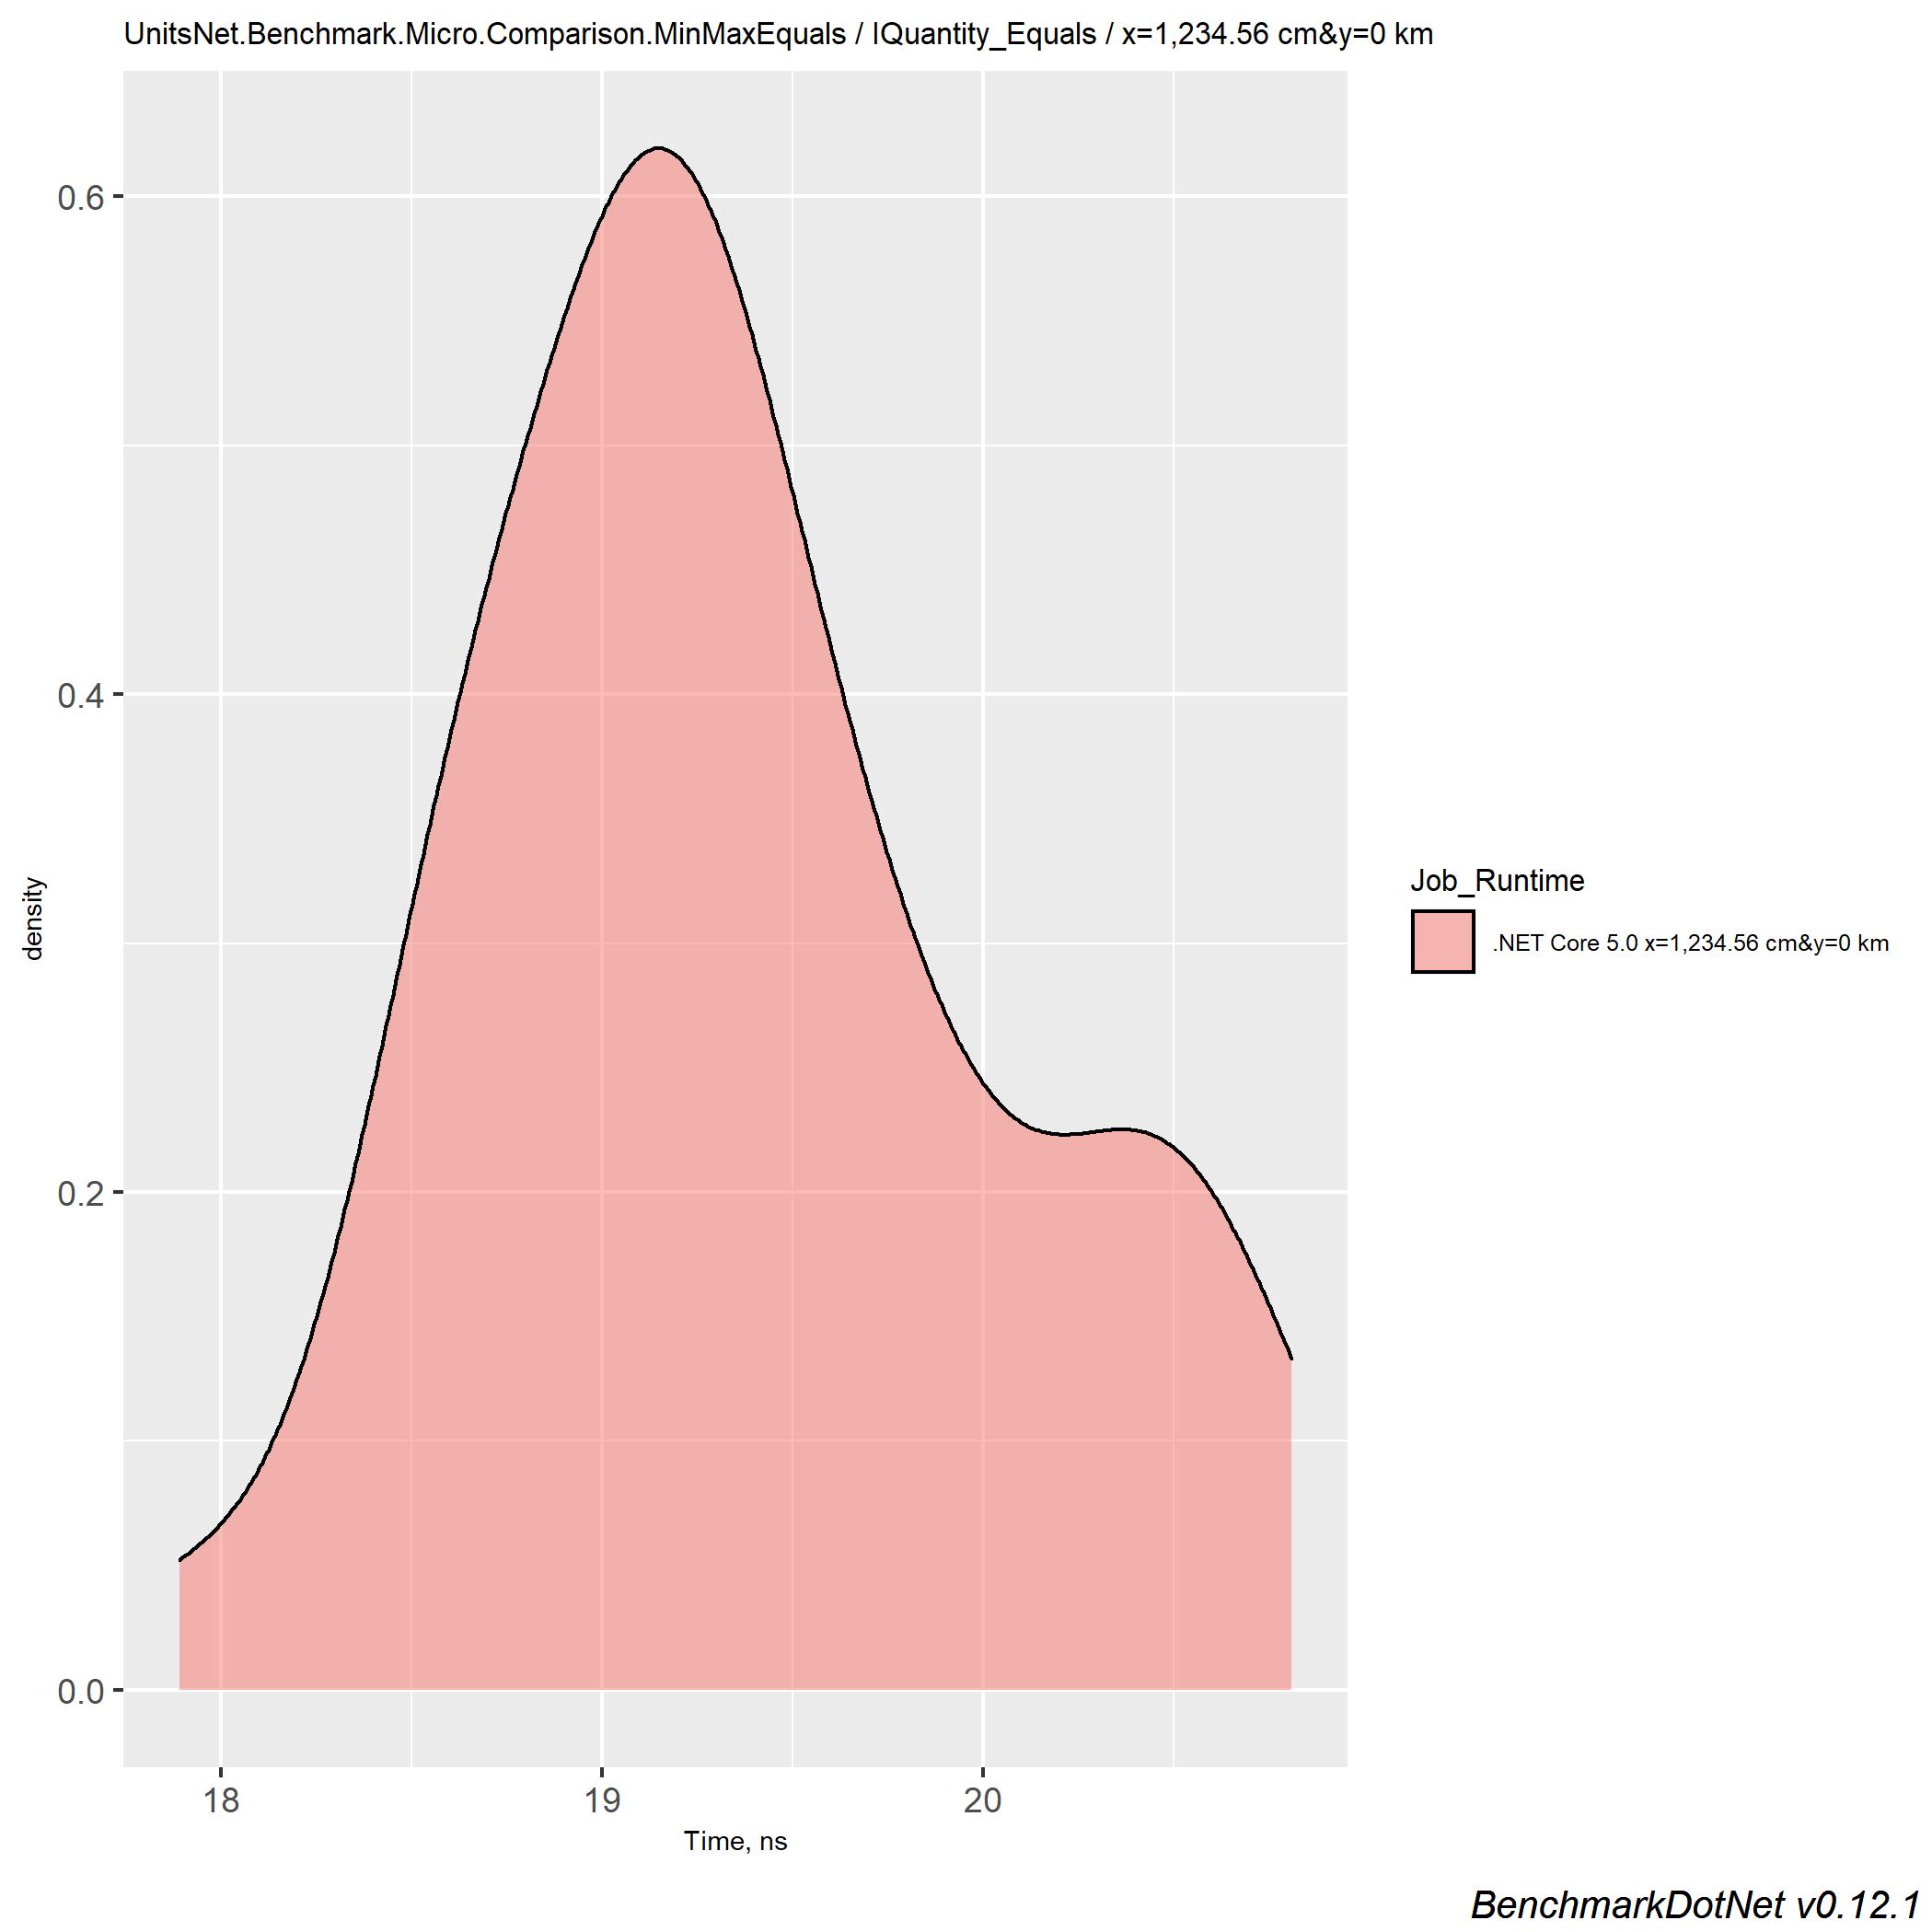 UnitsNet.Benchmark.Micro.Comparison.MinMaxEquals / IQuantity_Equals / x=1,234.56 cm&y=0 km
0.6
0.4
0.2
0.0
density
18 19 20
Time, ns
Job_Runtime
.NET Core 5.0 x=1,234.56 cm&y=0 km
BenchmarkDotNet v0.12.1